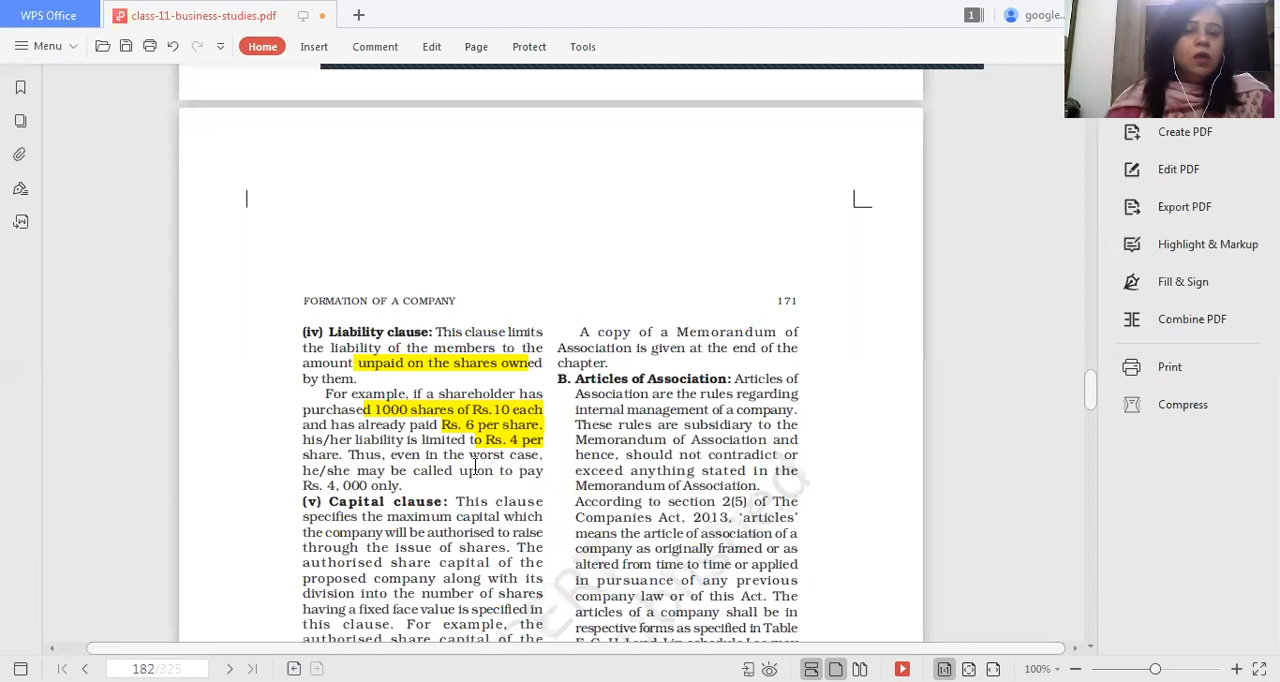 WPS Office
class-11-business-studies.pdf
1
google..
Menu
Home
Insert
Comment
Edit
Page
Protect
Tools
Create PDF
Edit PDF
Export PDF
Highlight & Markup
Fill & Sign
Combine PDF
Print
Compress
FORMATION OF A COMPANY
171
(iv) Liability clause: This clause limits
the liability of the members to the
amount unpaid on the shares owned
by them.
For example, if a shareholder has
purchased 1000 shares of Rs.10 each
and has already paid Rs. 6 per share,
his/her liability is limited to Rs. 4 per
share. Thus, even in the worst case,
he/she may be called upon to pay
Rs. 4, 000 only.
(v) Capital clause: This clause
specifies the maximum capital which
the company will be authorised to raise
through the issue of shares. The
authorised share capital of the
proposed company along with its
division into the number of shares
having a fixed face value is specified in
this clause. For example, the
authorised share capital of the
A copy of a Memorandum of
Association is given at the end of the
chapter.
B. Articles of Association: Articles of
Association are the rules regarding
internal management of a company.
These rules are subsidiary to the
Memorandum of Association and
hence, should not contradict or
exceed anything stated in the
Memorandum of Association.
According to section 2(5) of The
Companies Act, 2013, 'articles'
means the article of association of a
company as originally framed or as
altered from time to time or applied
in pursuance of any previous
company law or of this Act. The
articles of a company shall be in
respective forms as specified in Table
182/325
100%